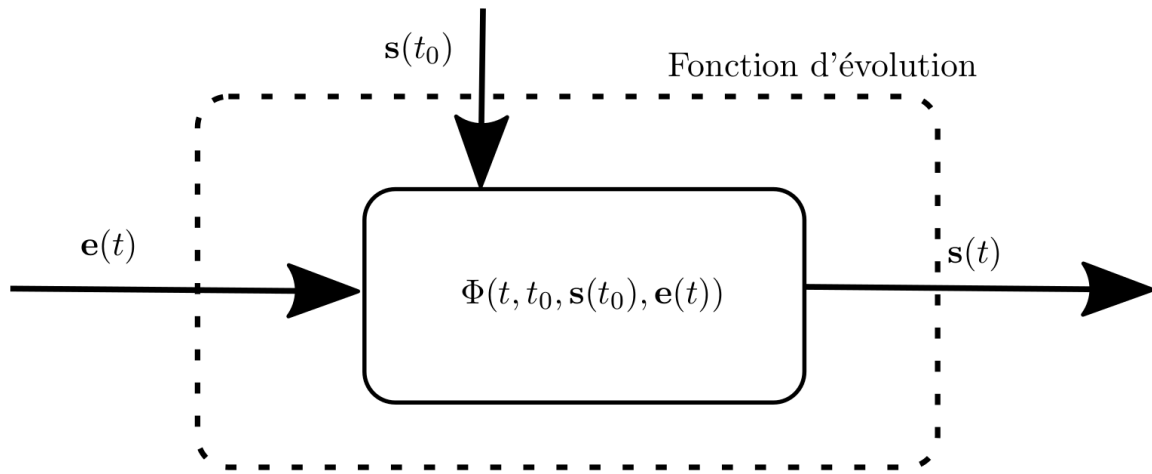 s(t₀)
Fonction d'évolution
e(t)
s(t)
Φ(t, t₀, s(t₀), e(t))